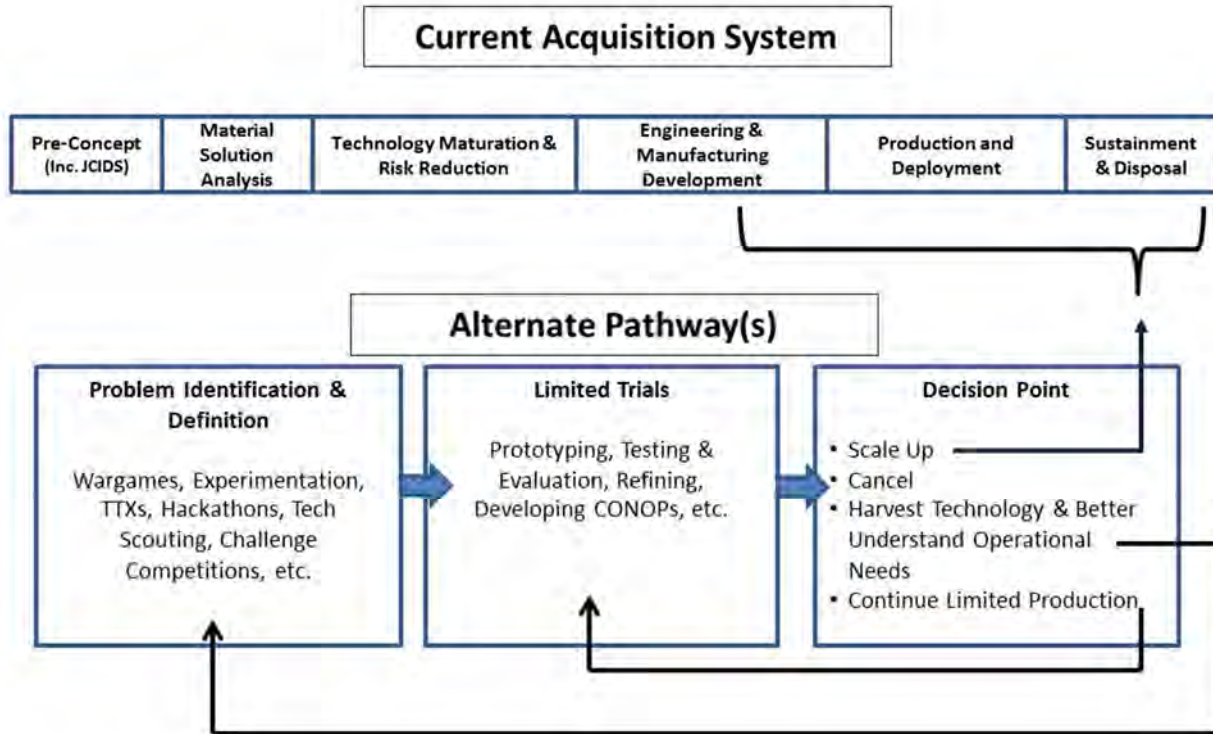 Current Acquisition System
Pre-Concept
(Inc. JCIDS)
Material
Solution
Analysis
Technology Maturation &
Risk Reduction
Engineering &
Manufacturing
Development
Production and
Deployment
Sustainment
& Disposal
Alternate Pathway(s)
Problem Identification &
Definition
Wargames, Experimentation,
TTXs, Hackathons, Tech
Scouting, Challenge
Competitions, etc.
Limited Trials
Prototyping, Testing &
Evaluation, Refining,
Developing CONOPs, etc.
Decision Point
• Scale Up
• Cancel
• Harvest Technology & Better
Understand Operational
Needs
• Continue Limited Production